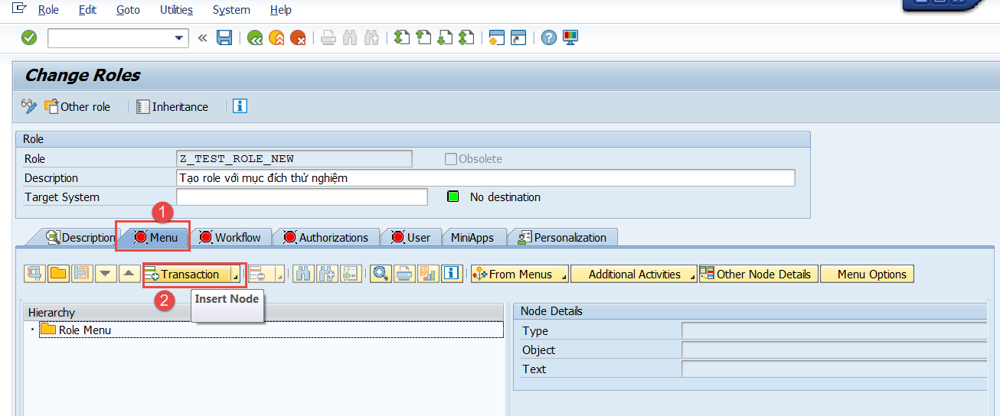 Role Edit Goto Utilities System Help
Change Roles
Other role Inheritance
Role
Role Z_TEST_ROLE_NEW Obsolete
Description Tạo role với mục đích thử nghiệm
Target System No destination
1
Description Menu Workflow Authorizations User MiniApps Personalization
Transaction From Menus Additional Activities Other Node Details Menu Options
2
Insert Node
Hierarchy
Role Menu
Node Details
Type
Object
Text